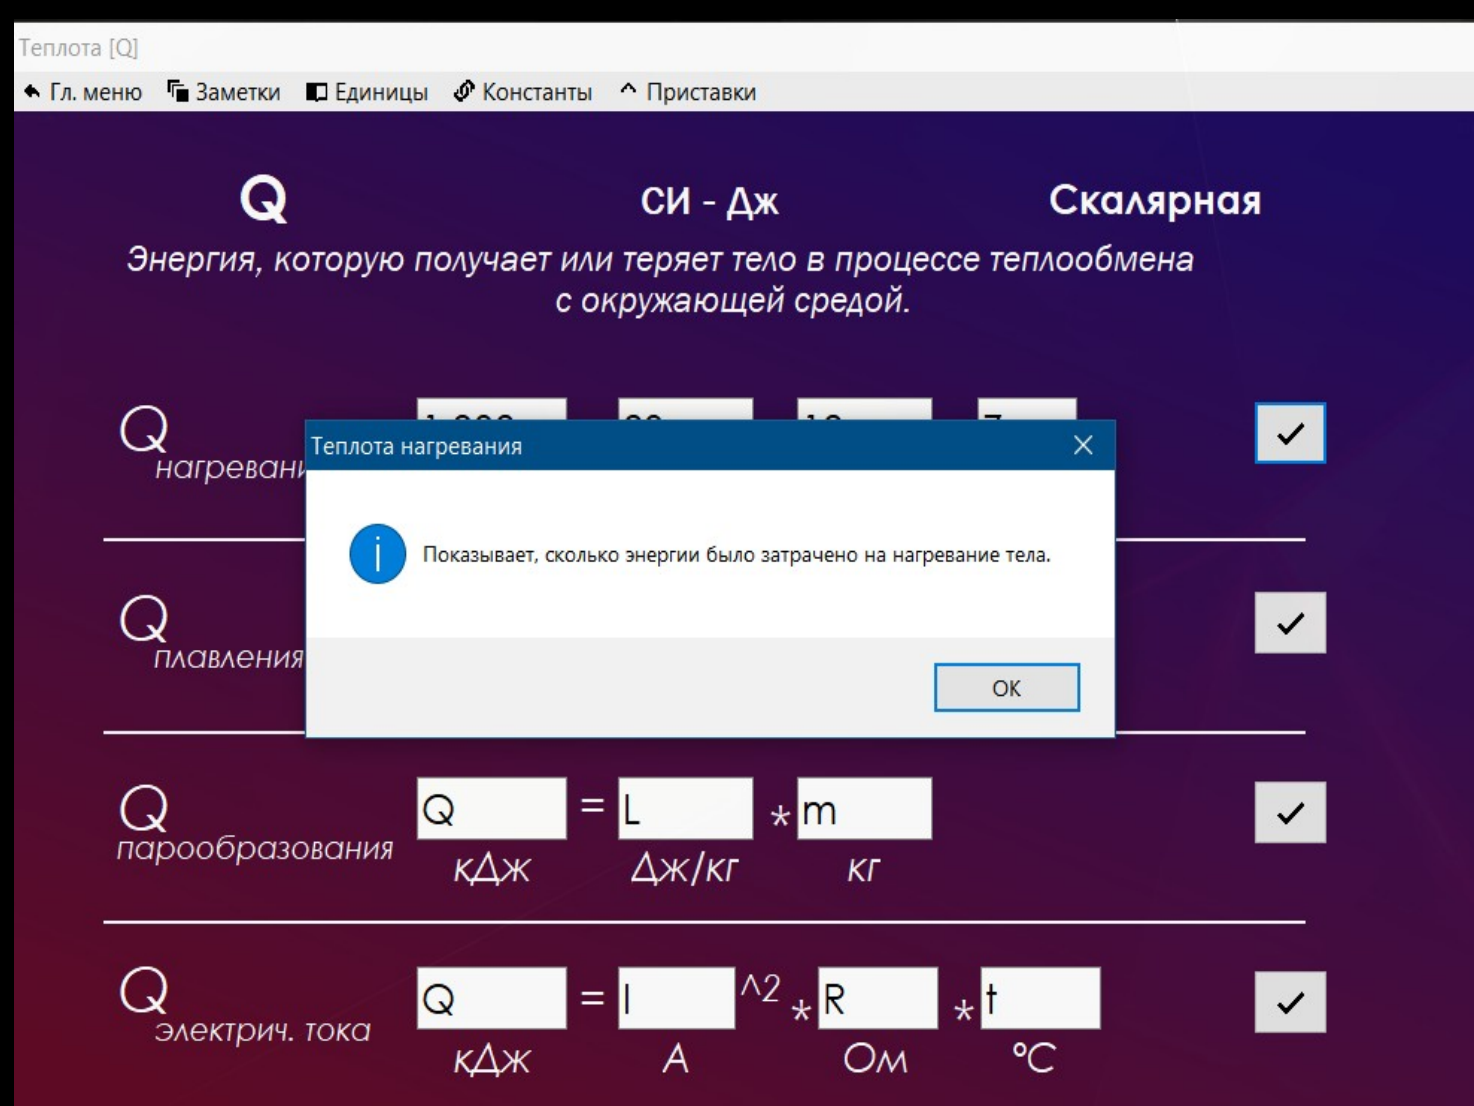 Теплота [Q]
Гл. меню Заметки Единицы Константы ^ Приставки
Q СИ - Дж Скалярная
Энергия, которую получает или теряет тело в процессе теплообмена
с окружающей средой.
Q
Теплота нагревания
Показывает, сколько энергии было затрачено на нагревание тела.
OK
Q
плавления
Q Q = L * m
парообразования кДж Дж/кг кг
Q Q = I ^2 * R * t
электрич. тока кДж А Ом °C